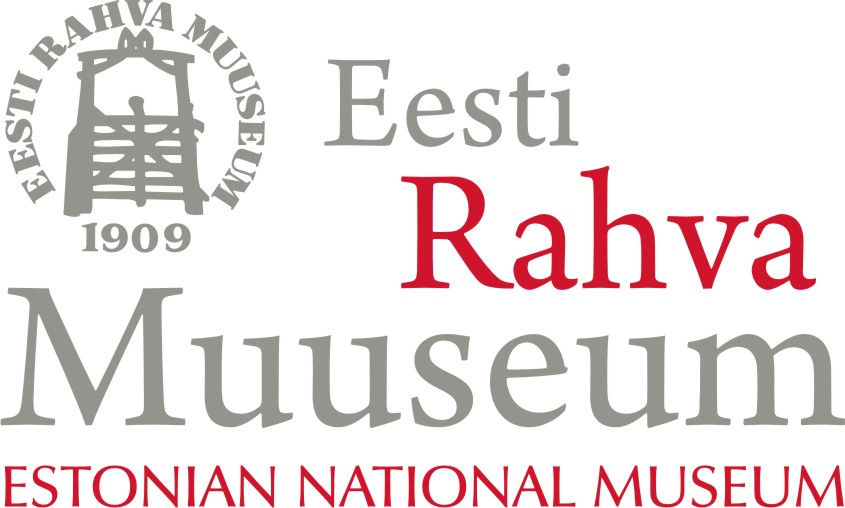 EESTI RAHVA MUUSEUM
1909
Eesti
Rahva
Muuseum
ESTONIAN NATIONAL MUSEUM